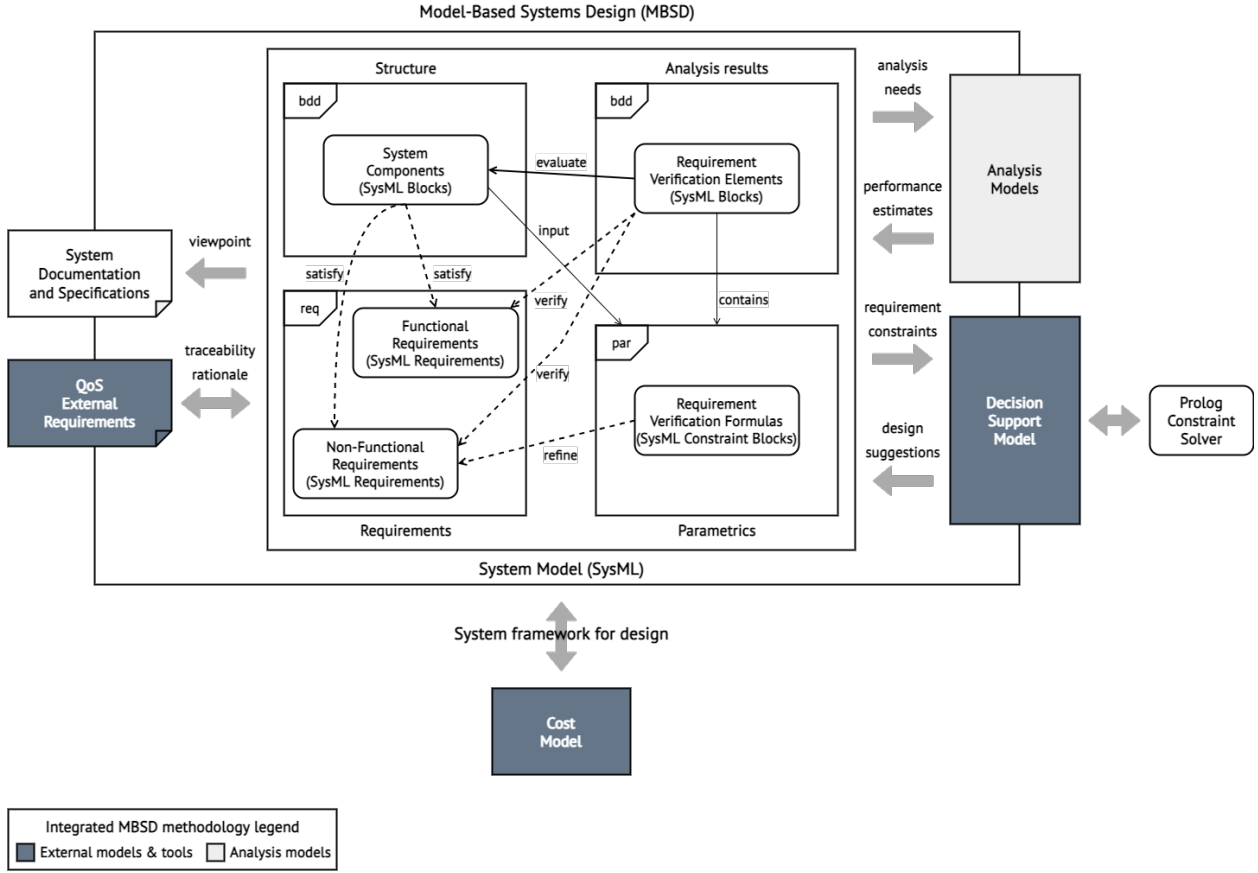 Model-Based Systems Design (MBSD)
Structure
Analysis results
analysis
needs
bdd
bdd
System
Components
(SysML Blocks)
evaluate
Requirement
Verification Elements
(SysML Blocks)
Analysis
Models
performance
estimates
input
viewpoint
System
Documentation
and Specifications
satisfy
satisfy
verify
contains
requirement
constraints
req
Functional
Requirements
(SysML Requirements)
par
traceability
rationale
QoS
External
Requirements
verify
Requirement
Verification Formulas
(SysML Constraint Blocks)
Decision
Support
Model
Prolog
Constraint
Solver
Non-Functional
Requirements
(SysML Requirements)
refine
design
suggestions
Requirements
Parametrics
System Model (SysML)
System framework for design
Cost
Model
Integrated MBSD methodology legend
External models & tools
Analysis models